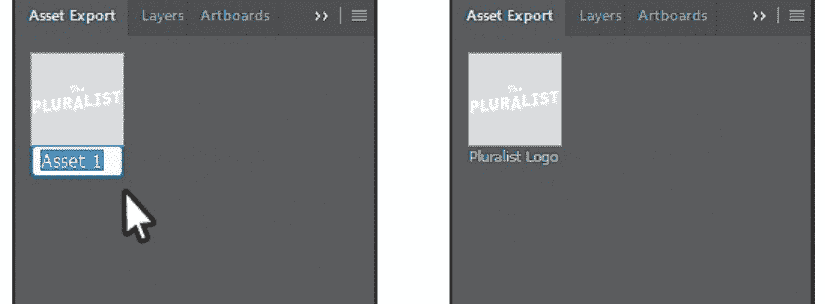 Asset Export Layers Artboards
The
PLURALIST
Asset 1
Asset Export Layers Artboards
The
PLURALIST
Pluralist Logo